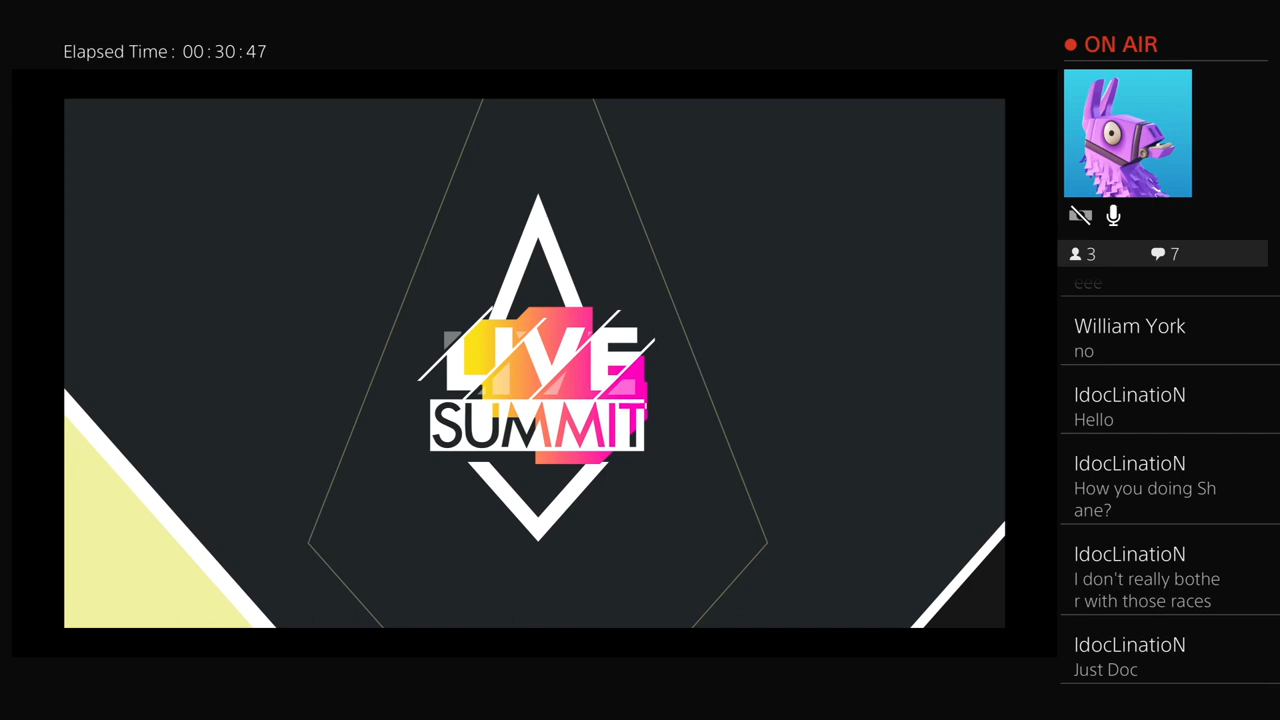 Elapsed Time : 00 : 30 : 47
ON AIR
3
7
eee
William York
no
IdocLinatioN
Hello
IdocLinatioN
How you doing Sh
ane?
IdocLinatioN
I don't really bothe
r with those races
IdocLinatioN
Just Doc
LIVE
SUMMIT